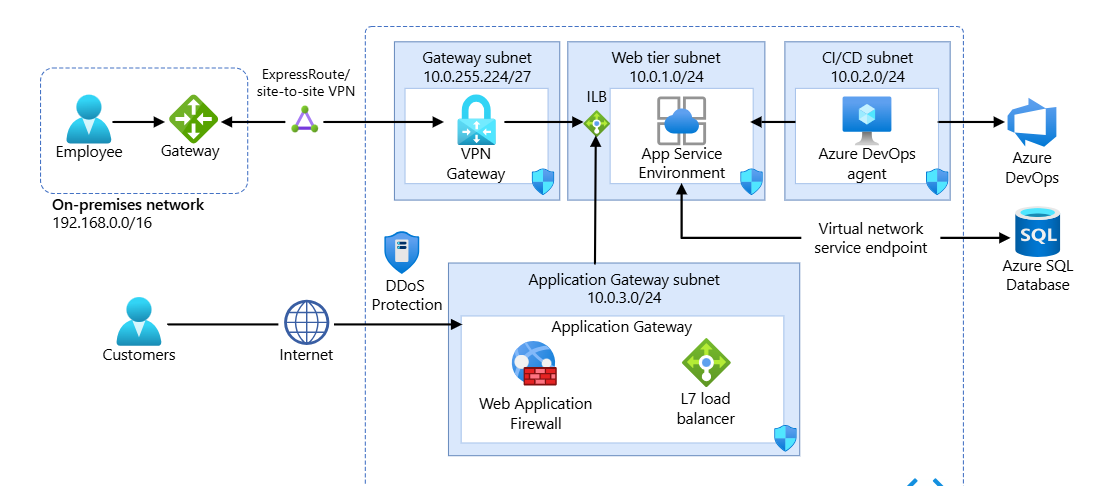 Gateway subnet
10.0.255.224/27
Web tier subnet
10.0.1.0/24
CI/CD subnet
10.0.2.0/24
ExpressRoute/
site-to-site VPN
ILB
Employee
Gateway
VPN
Gateway
App Service
Environment
Azure DevOps
agent
Azure
DevOps
On-premises network
192.168.0.0/16
Virtual network
service endpoint
SQL
Azure SQL
Database
DDoS
Protection
Application Gateway subnet
10.0.3.0/24
Customers
Internet
Application Gateway
Web Application
Firewall
L7 load
balancer